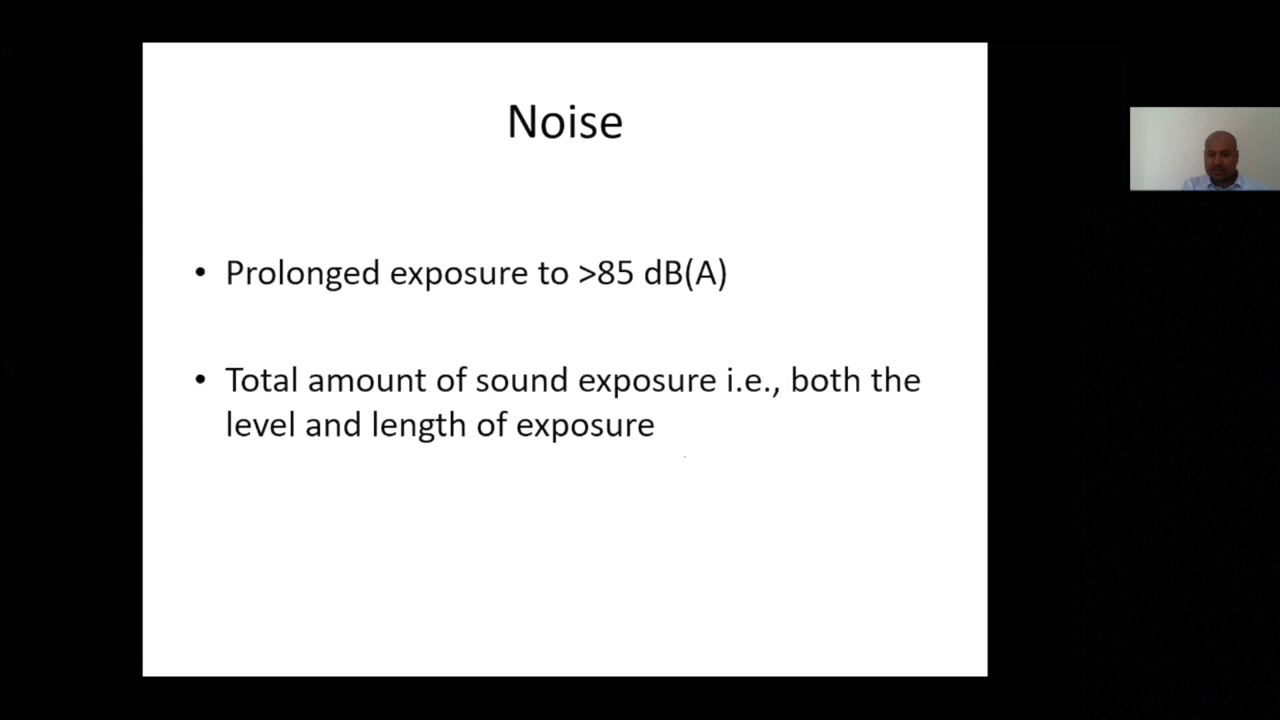 Noise
• Prolonged exposure to >85 dB(A)
• Total amount of sound exposure i.e., both the
level and length of exposure